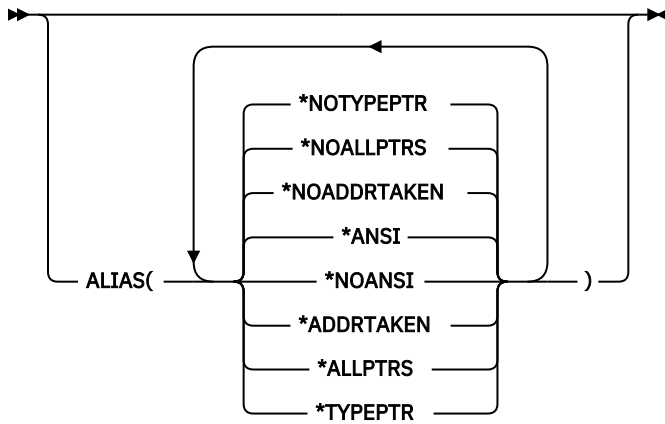 *NOTYPEPTR
*NOALLPTRS
*NOADDRTAKEN
*ANSI
ALIAS( *NOANSI )
*ADDRTAKEN
*ALLPTRS
*TYPEPTR